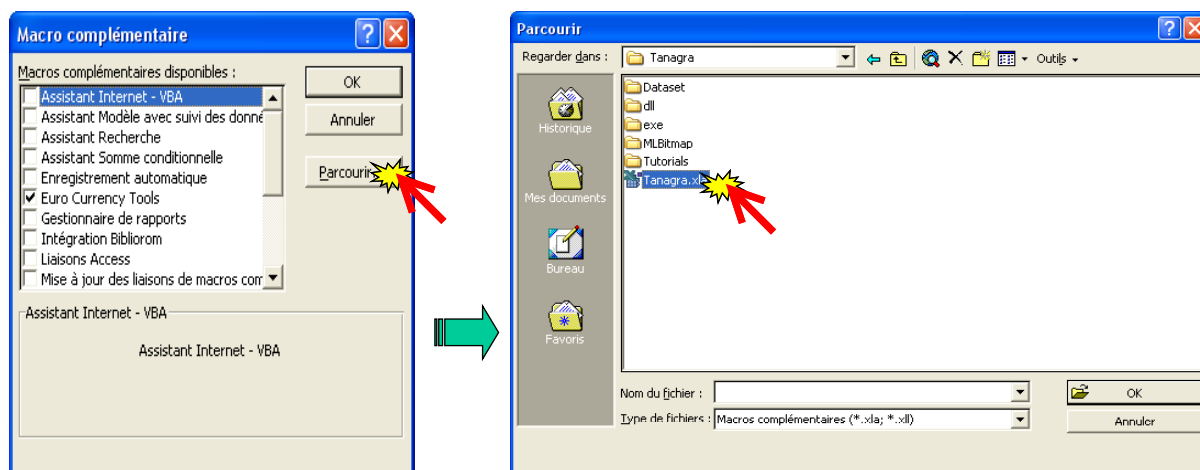 Macro complémentaire
Macros complémentaires disponibles :
Assistant Internet - VBA
Assistant Modèle avec suivi des donné
Assistant Recherche
Assistant Somme conditionnelle
Enregistrement automatique
Euro Currency Tools
Gestionnaire de rapports
Intégration Bibliorom
Liaisons Access
Mise à jour des liaisons de macros com
OK
Annuler
Parcourir
Assistant Internet - VBA
Assistant Internet - VBA
Parcourir
Regarder dans :
Tanagra
Outils
Historique
Mes documents
Bureau
Favoris
Dataset
dll
exe
MLBitmap
Tutorials
Tanagra.xla
Nom du fichier :
OK
Type de fichiers :
Macros complémentaires (*.xla; *.xll)
Annuler